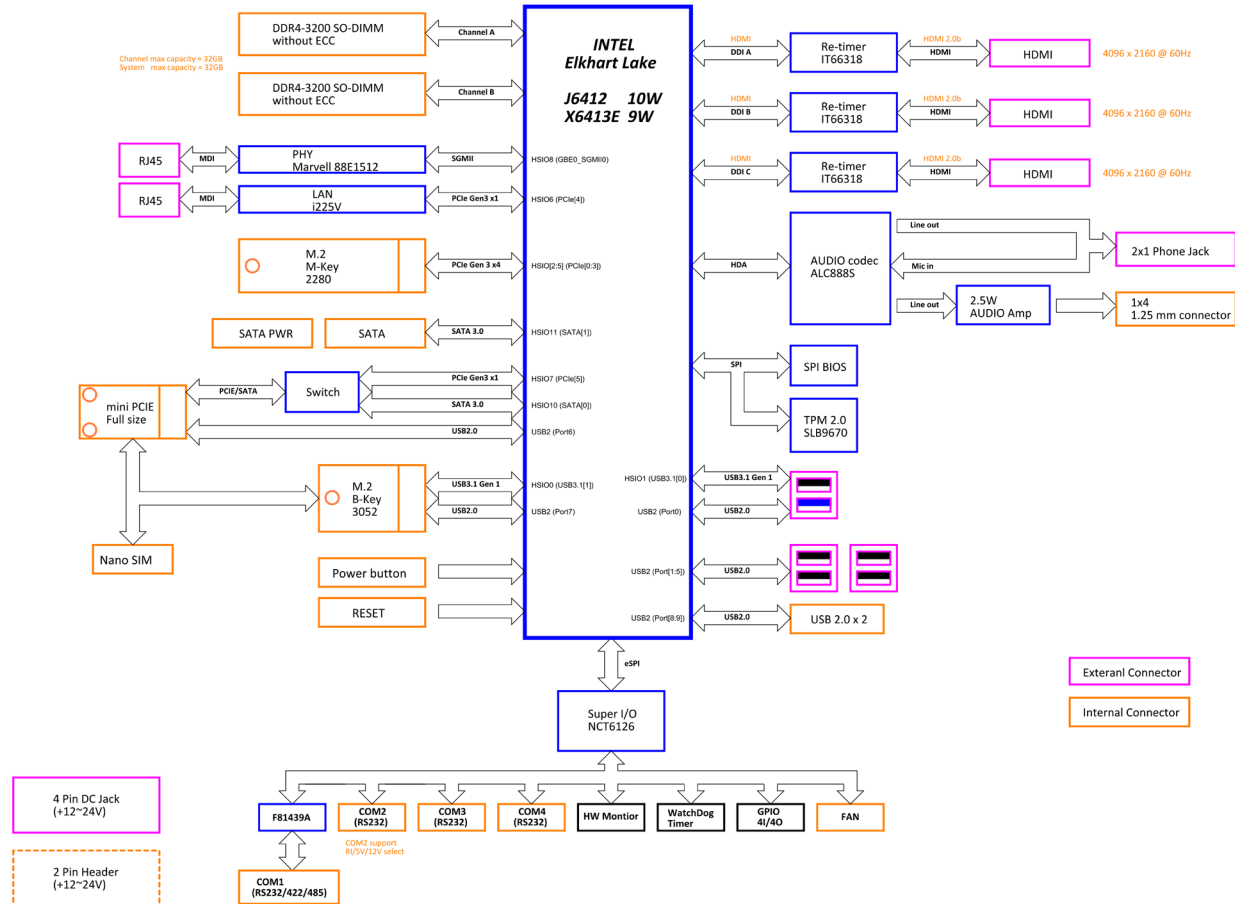 DDR4-3200 SO-DIMM
without ECC
Channel A
Channel max capacity = 32GB
System max capacity = 32GB
DDR4-3200 SO-DIMM
without ECC
Channel B
INTEL
Elkhart Lake
J6412 10W
X6413E 9W
HDMI
DDI A
Re-timer
IT66318
HDMI 2.0b
HDMI
HDMI
4096 x 2160 @ 60Hz
HDMI
DDI B
Re-timer
IT66318
HDMI 2.0b
HDMI
HDMI
4096 x 2160 @ 60Hz
HDMI
DDI C
Re-timer
IT66318
HDMI 2.0b
HDMI
HDMI
4096 x 2160 @ 60Hz
RJ45
MDI
PHY
Marvell 88E1512
SGMII
HSIO8 (GBE0_SGMII0)
RJ45
MDI
LAN
i225V
PCIe Gen3 x1
HSIO6 (PCIe[4])
M.2
M-Key
2280
PCIe Gen 3 x4
HSIO[2:5] (PCIe[0:3])
HDA
AUDIO codec
ALC888S
Line out
Mic in
2x1 Phone Jack
Line out
2.5W
AUDIO Amp
1x4
1.25 mm connector
SATA PWR
SATA
SATA 3.0
HSIO11 (SATA[1])
mini PCIE
Full size
PCIE/SATA
Switch
PCIe Gen3 x1
HSIO7 (PCIe[5])
SATA 3.0
HSIO10 (SATA[0])
USB2.0
USB2 (Port6)
SPI
SPI BIOS
TPM 2.0
SLB9670
M.2
B-Key
3052
USB3.1 Gen 1
HSIO0 (USB3.1[1])
USB2.0
USB2 (Port7)
HSIO1 (USB3.1[0])
USB3.1 Gen 1
USB2 (Port0)
USB2.0
Nano SIM
Power button
RESET
USB2 (Port[1:5])
USB2.0
USB2 (Port[8:9])
USB2.0
USB 2.0 x 2
eSPI
Super I/O
NCT6126
Exteranl Connector
Internal Connector
4 Pin DC Jack
(+12~24V)
2 Pin Header
(+12~24V)
F81439A
COM2
(RS232)
COM3
(RS232)
COM4
(RS232)
HW Montior
WatchDog
Timer
GPIO
4I/4O
FAN
COM2 support
RI/5V/12V select
COM1
(RS232/422/485)